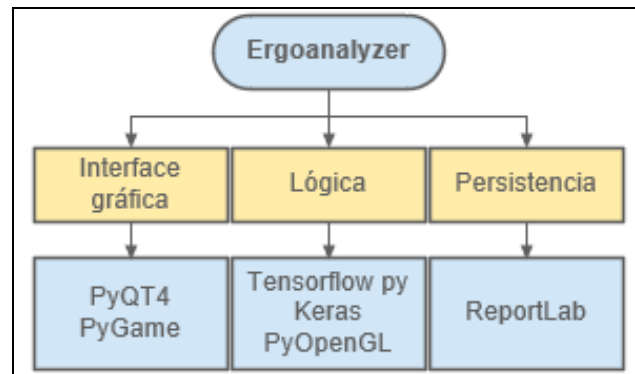 Ergoanalyzer
Interface
gráfica
Lógica
Persistencia
PyQT4
PyGame
Tensorflow py
Keras
PyOpenGL
ReportLab